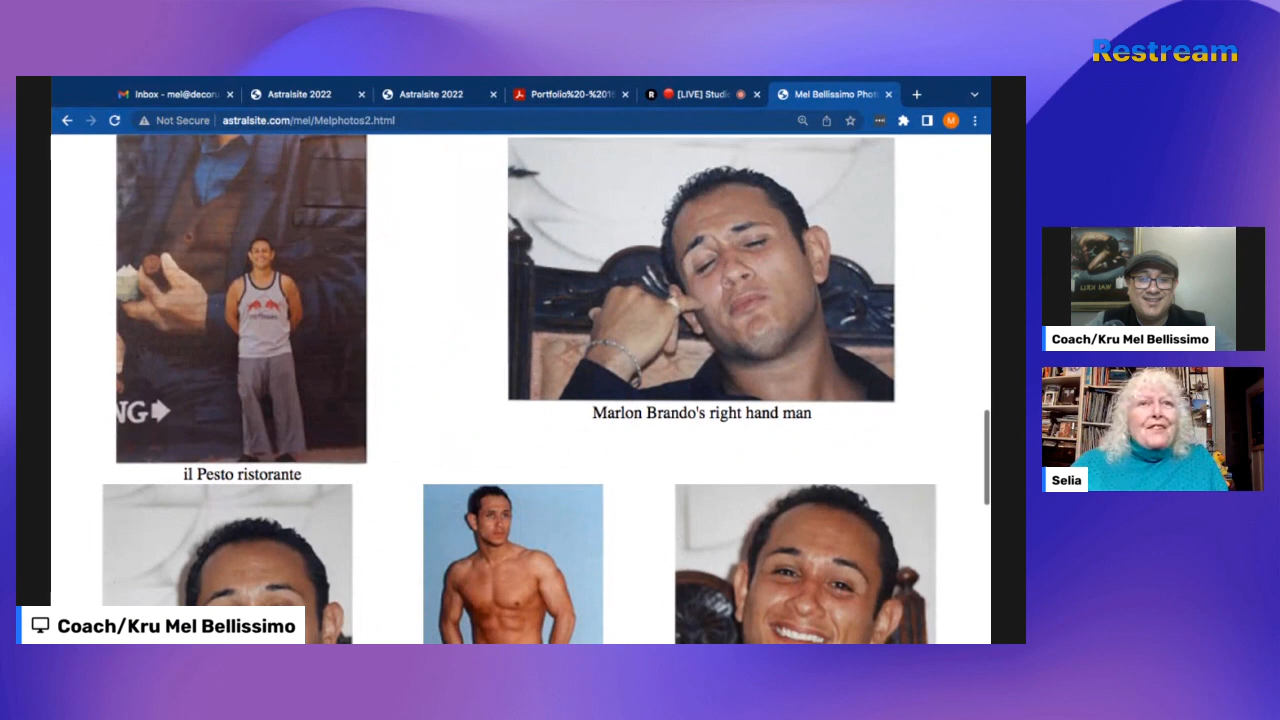 Restream
Inbox - mel@decoru
Astralsite 2022
Astralsite 2022
Portfolio%20-%201
[LIVE] Studi
Mel Bellissimo Phot
Not Secure
astralsite.com/mel/Melphotos2.html
M
NG
il Pesto ristorante
Marlon Brando's right hand man
Coach/Kru Mel Bellissimo
Coach/Kru Mel Bellissimo
Selia